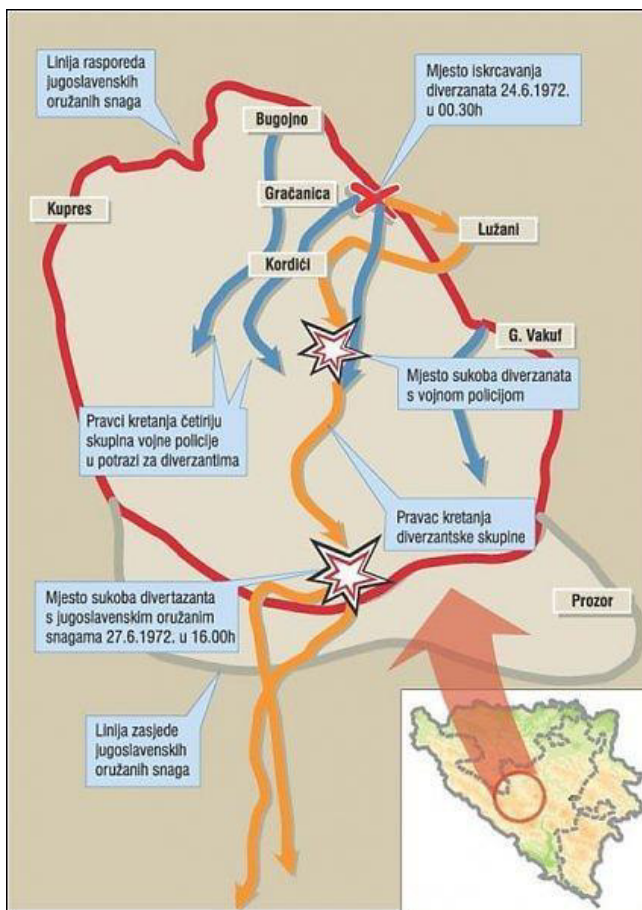 Linija rasporeda
jugoslavenskih
oružanih snaga
Mjesto iskrcavanja
diverzanata 24.6.1972.
u 00.30h
Bugojno
Gračanica
Kupres
Lužani
Kordići
G. Vakuf
Mjesto sukoba diverzanata
s vojnom policijom
Pravci kretanja četiriju
skupina vojne policije
u potrazi za diverzantima
Pravac kretanja
diverzantske skupine
Mjesto sukoba divertazanta
s jugoslavenskim oružanim
snagama 27.6.1972. u 16.00h
Prozor
Linija zasjede
jugoslavenskih
oružanih snaga